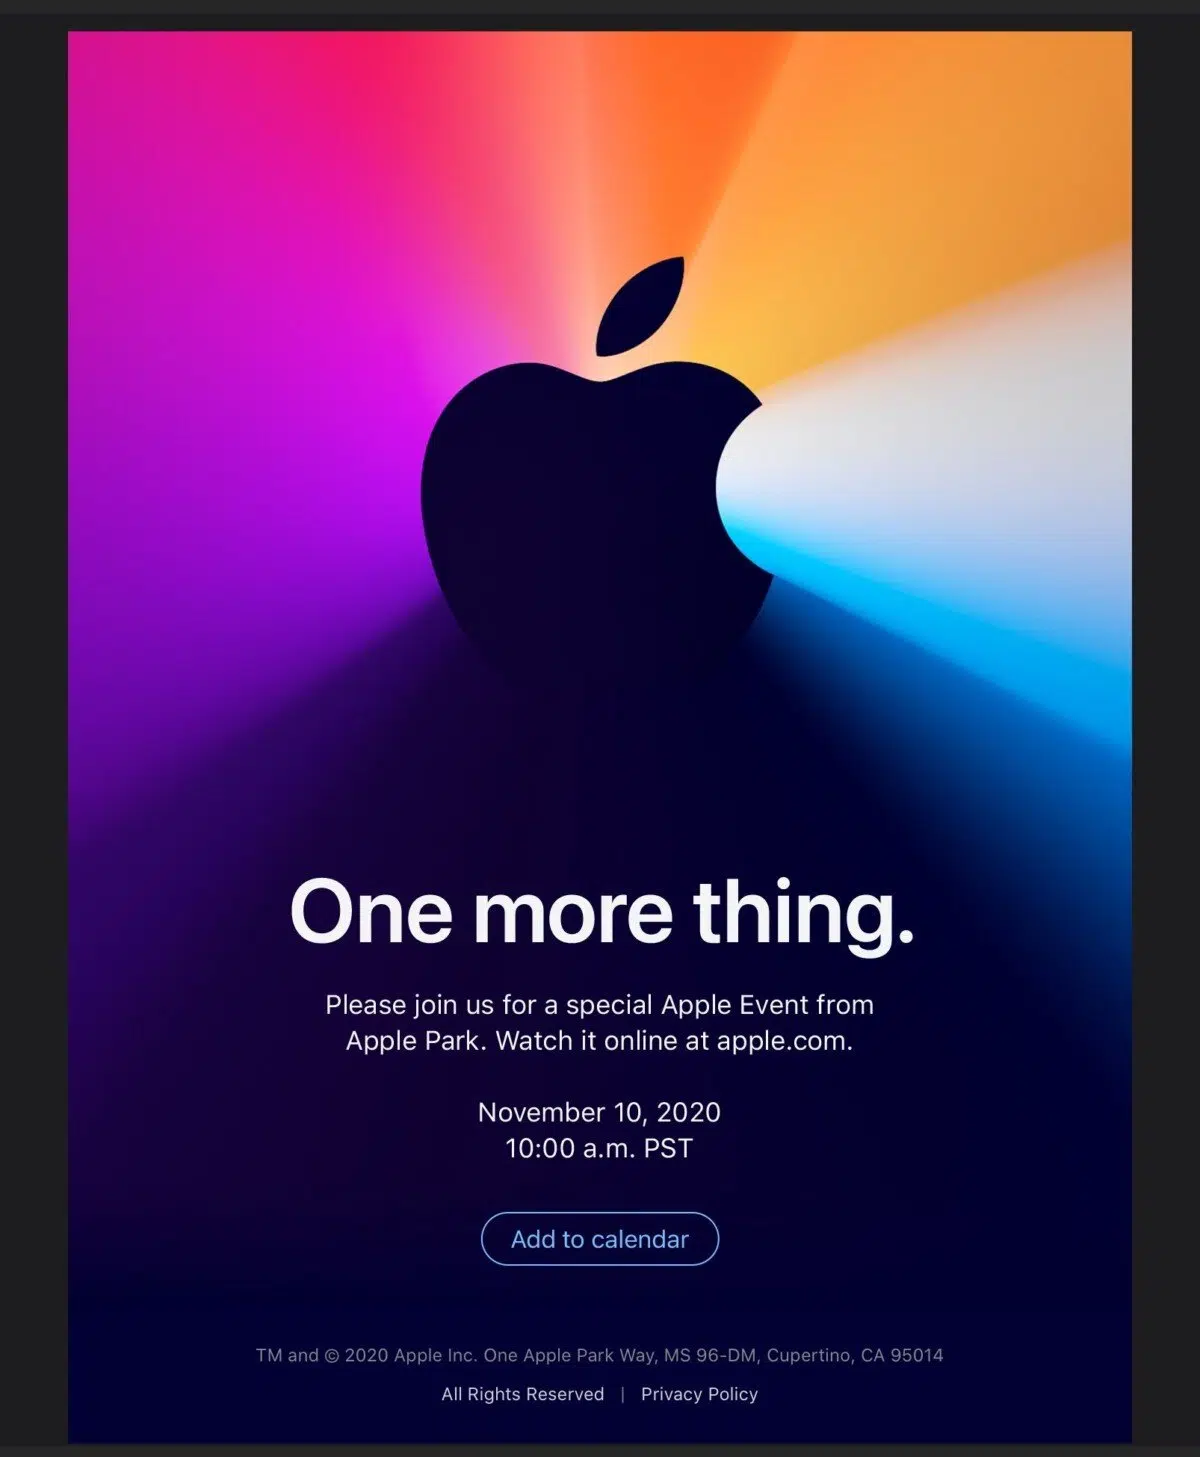 One more thing.
Please join us for a special Apple Event from
Apple Park. Watch it online at apple.com.
November 10, 2020
10:00 a.m. PST
Add to calendar
TM and © 2020 Apple Inc. One Apple Park Way, MS 96-DM, Cupertino, CA 95014
All Rights Reserved | Privacy Policy